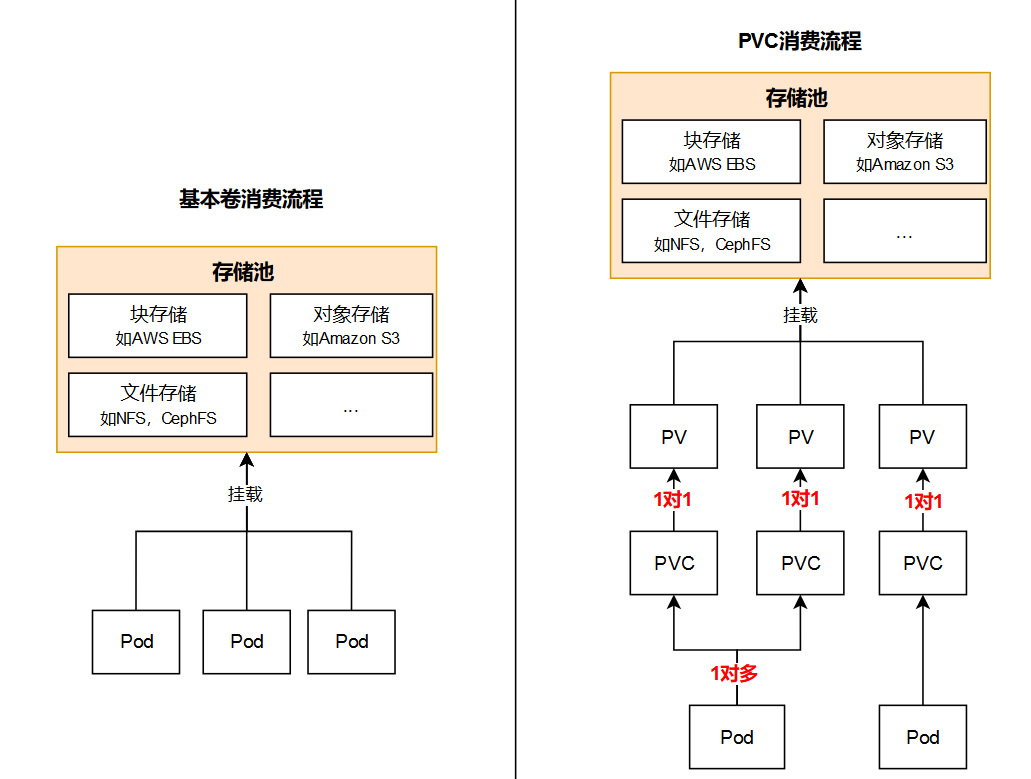 基本卷消费流程
存储池
块存储
如AWS EBS
对象存储
如Amazon S3
文件存储
如NFS，CephFS
...
挂载
Pod
Pod
Pod
PVC消费流程
存储池
块存储
如AWS EBS
对象存储
如Amazon S3
文件存储
如NFS，CephFS
...
挂载
PV
PV
PV
1对1
1对1
1对1
PVC
PVC
PVC
1对多
Pod
Pod